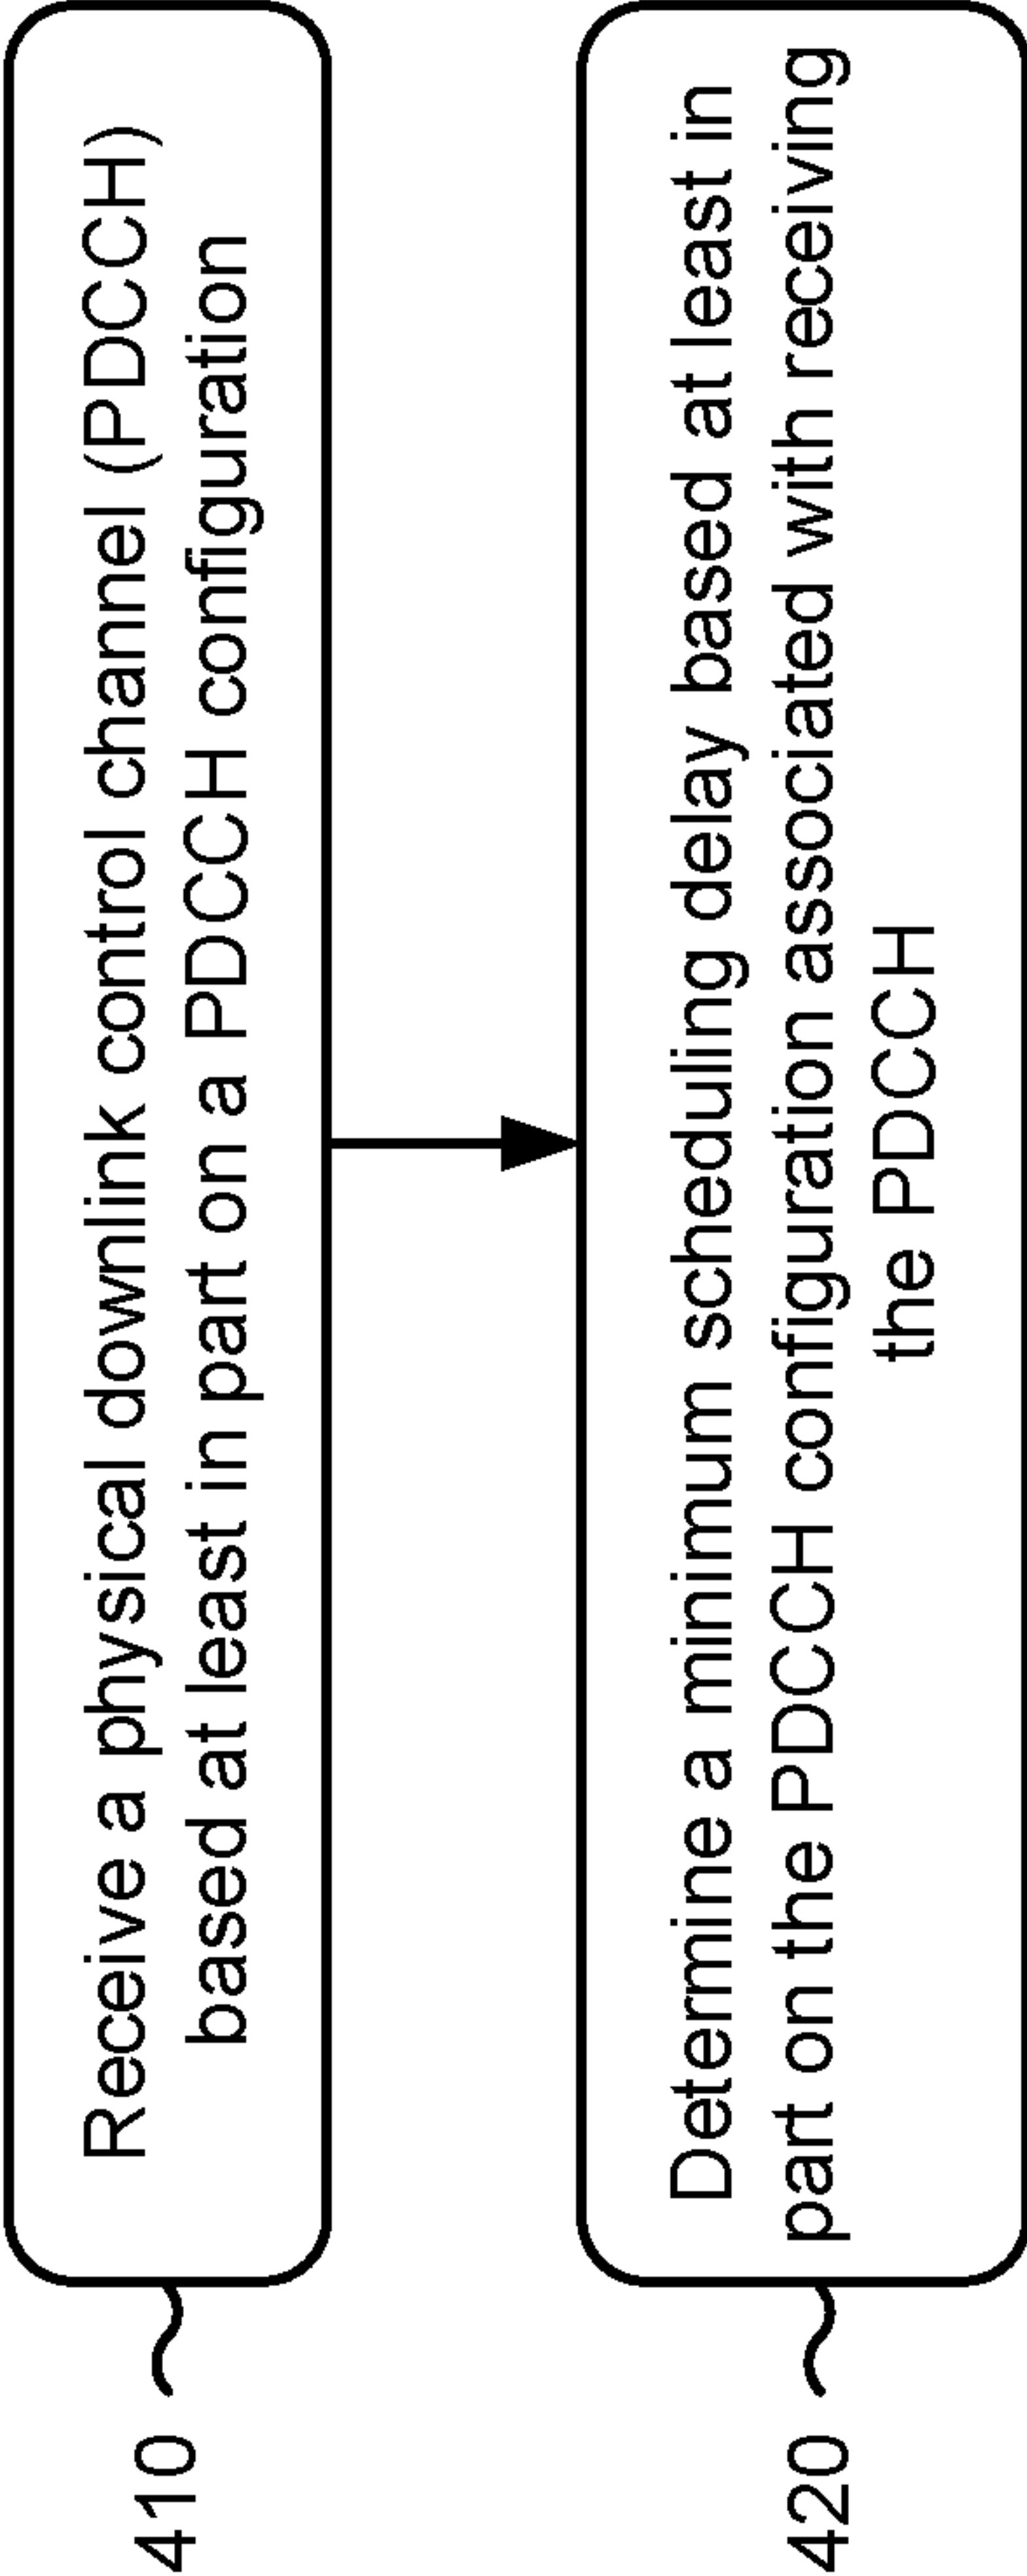 410
Receive a physical downlink control channel (PDCCH)
based at least in part on a PDCCH configuration
420
Determine a minimum scheduling delay based at least in
part on the PDCCH configuration associated with receiving
the PDCCH